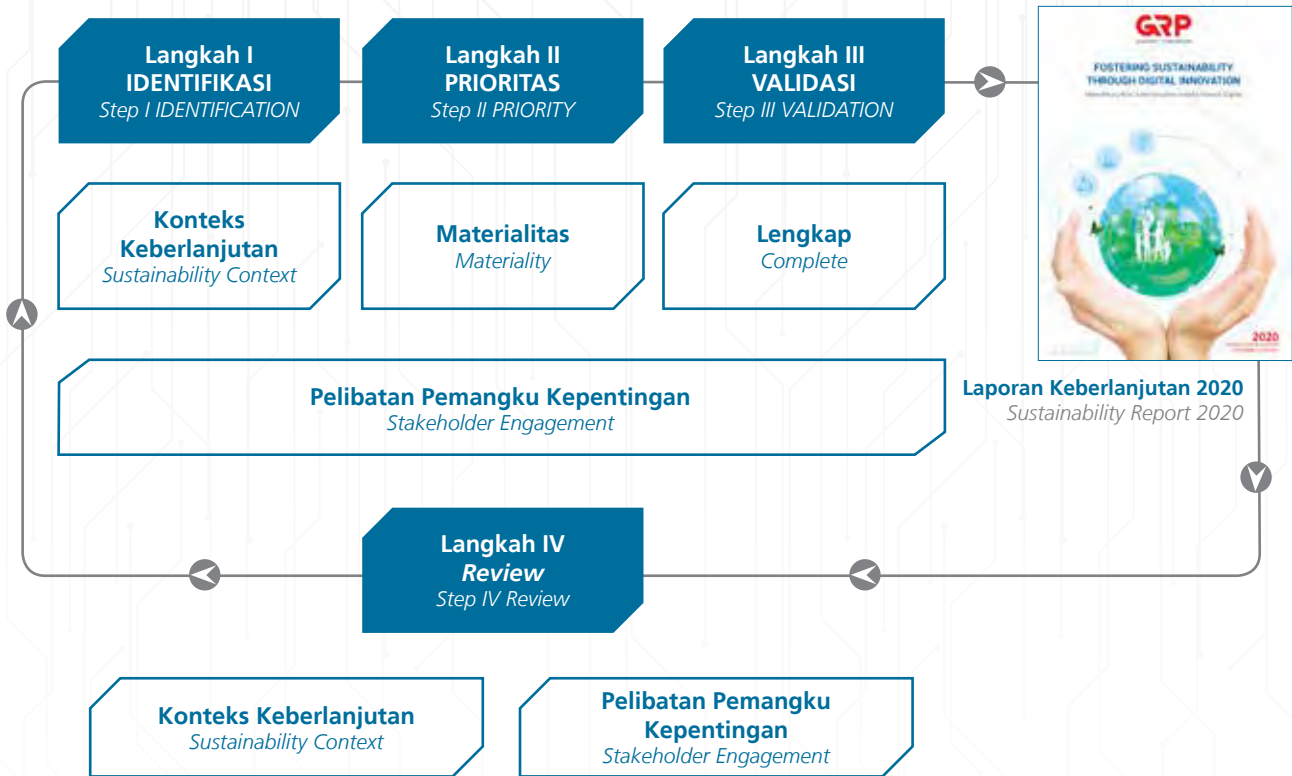 Langkah I
IDENTIFIKASI
Step I IDENTIFICATION
Langkah II
PRIORITAS
Step II PRIORITY
Langkah III
VALIDASI
Step III VALIDATION
GRP
FOSTERING SUSTAINABILITY
THROUGH DIGITAL INNOVATION
2020
Konteks
Keberlanjutan
Sustainability Context
Materialitas
Materiality
Lengkap
Complete
Pelibatan Pemangku Kepentingan
Stakeholder Engagement
Laporan Keberlanjutan 2020
Sustainability Report 2020
Langkah IV
Review
Step IV Review
Konteks Keberlanjutan
Sustainability Context
Pelibatan Pemangku
Kepentingan
Stakeholder Engagement